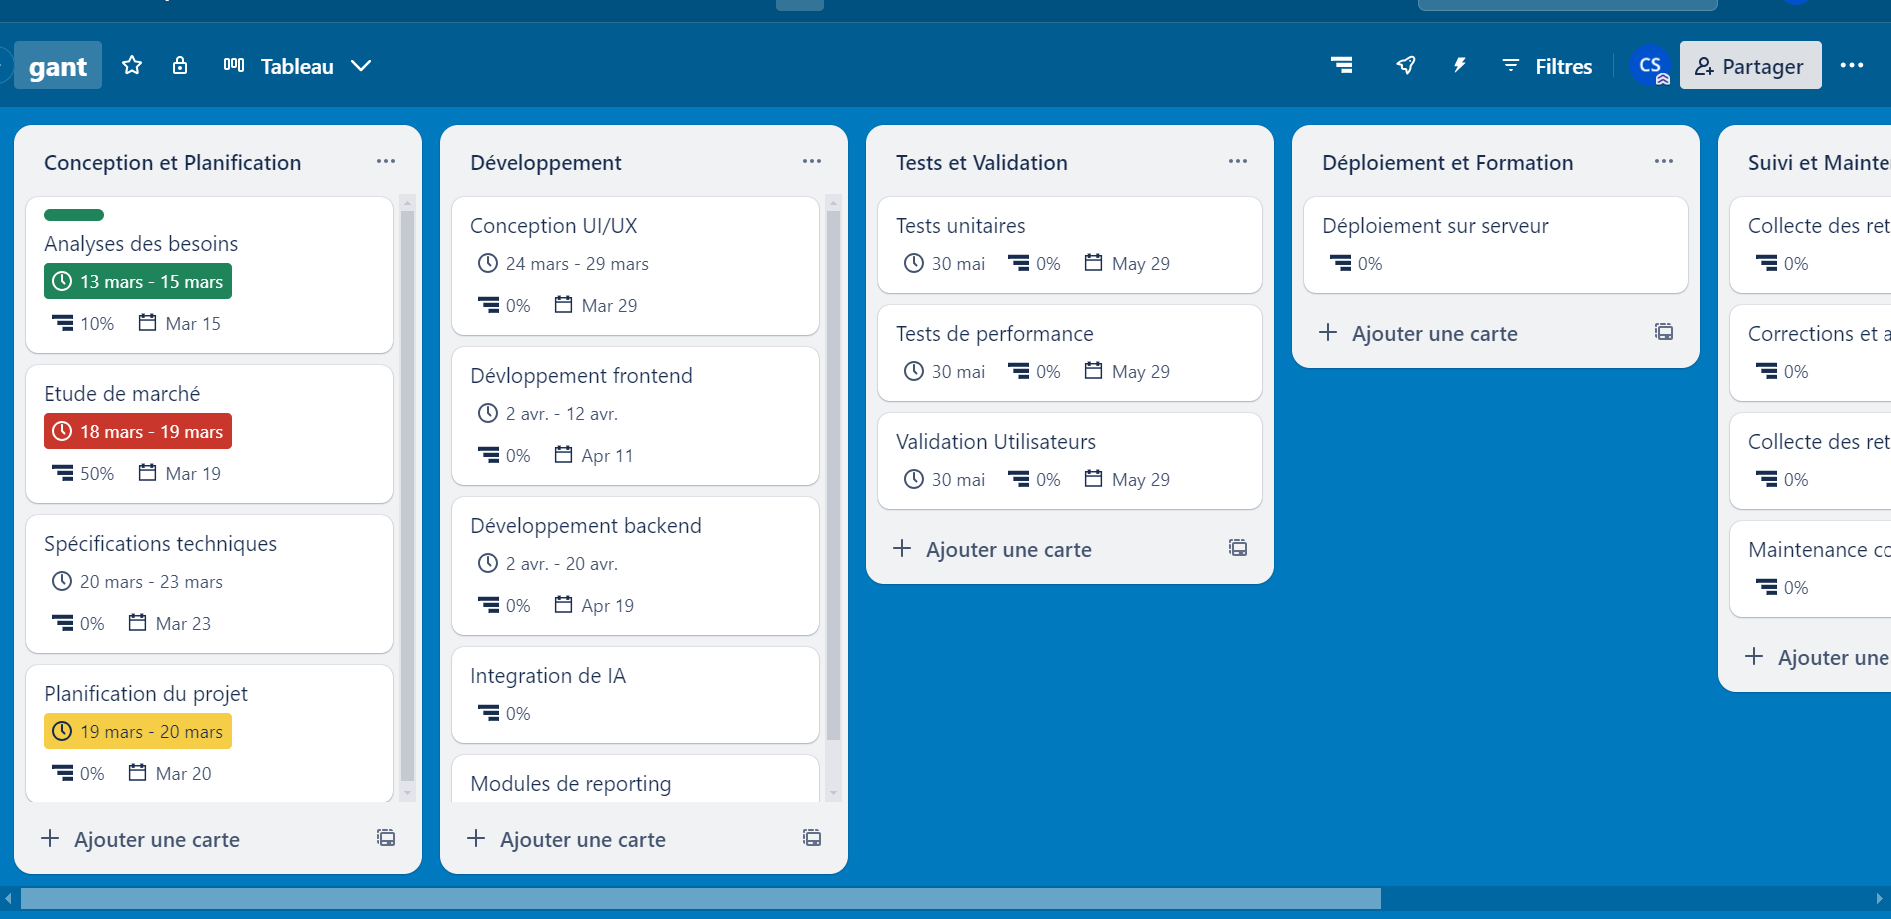 gant
Tableau
Filtres
CS
Partager
Conception et Planification
Analyses des besoins
13 mars - 15 mars
10% Mar 15
Etude de marché
18 mars - 19 mars
50% Mar 19
Spécifications techniques
20 mars - 23 mars
0% Mar 23
Planification du projet
19 mars - 20 mars
0% Mar 20
Ajouter une carte
Développement
Conception UI/UX
24 mars - 29 mars
0% Mar 29
Dévloppement frontend
2 avr. - 12 avr.
0% Apr 11
Développement backend
2 avr. - 20 avr.
0% Apr 19
Integration de IA
0%
Modules de reporting
Ajouter une carte
Tests et Validation
Tests unitaires
30 mai 0% May 29
Tests de performance
30 mai 0% May 29
Validation Utilisateurs
30 mai 0% May 29
Ajouter une carte
Déploiement et Formation
Déploiement sur serveur
0%
Ajouter une carte
Suivi et Mainte
Collecte des ret
0%
Corrections et a
0%
Collecte des ret
0%
Maintenance co
0%
Ajouter une